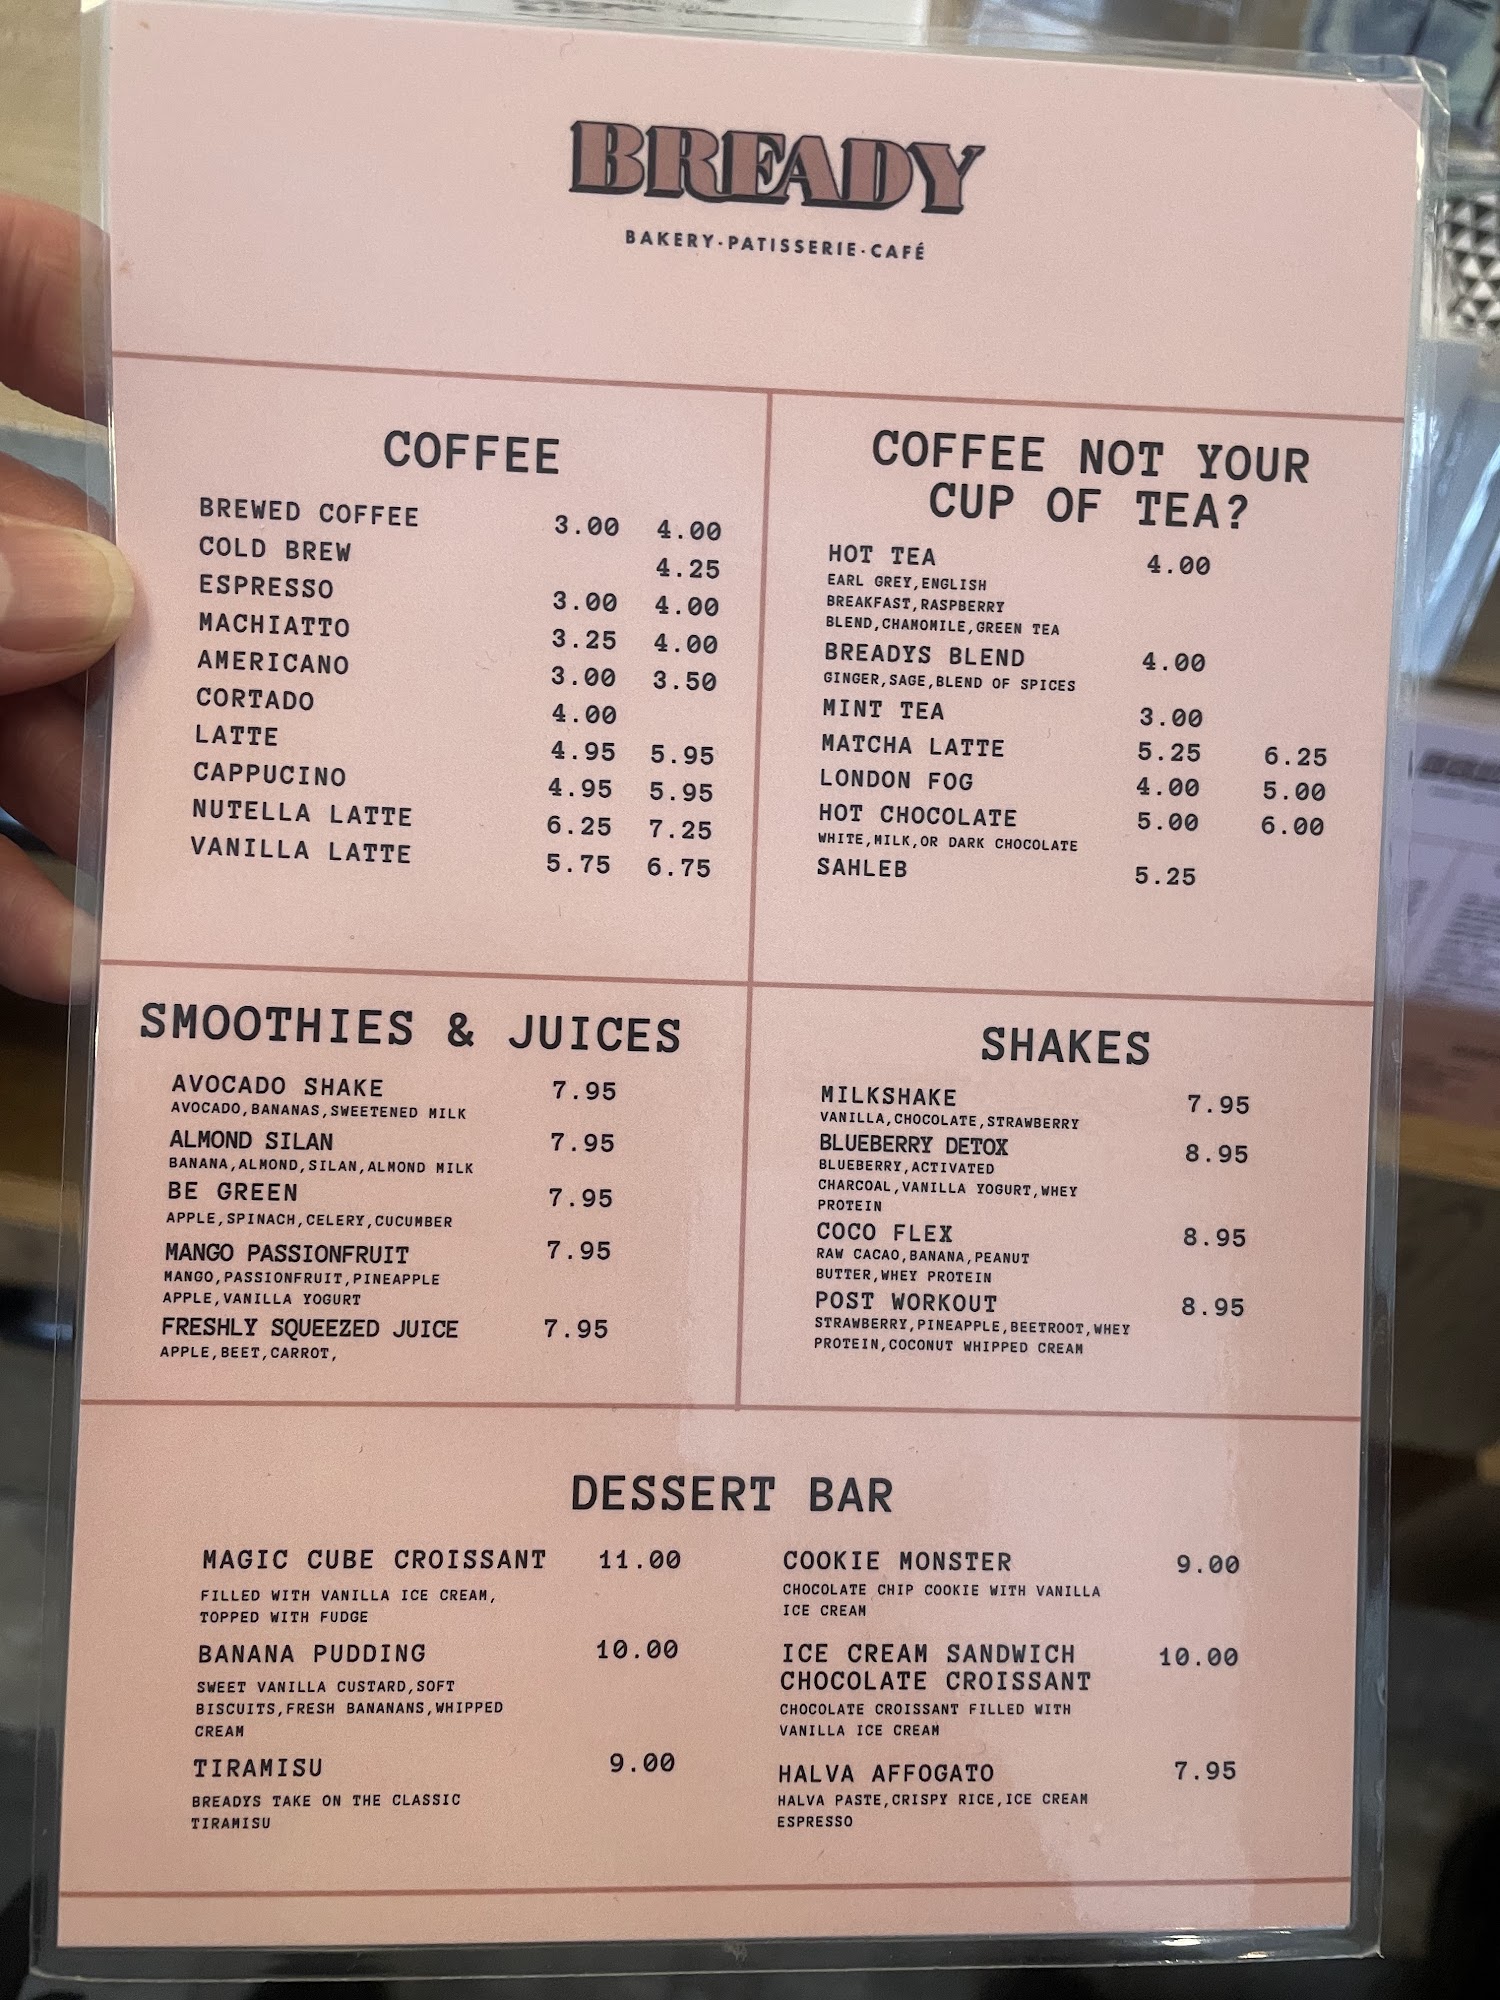 BREADY
BAKERY·PATISSERIE·CAFÉ
COFFEE
BREWED COFFEE 3.00 4.00
COLD BREW 4.25
ESPRESSO 3.00 4.00
MACHIATTO 3.25 4.00
AMERICANO 3.00 3.50
CORTADO 4.00
LATTE 4.95 5.95
CAPPUCINO 4.95 5.95
NUTELLA LATTE 6.25 7.25
VANILLA LATTE 5.75 6.75
COFFEE NOT YOUR
CUP OF TEA?
HOT TEA 4.00
EARL GREY,ENGLISH
BREAKFAST,RASPBERRY
BLEND,CHAMOMILE,GREEN TEA
BREADYS BLEND 4.00
GINGER,SAGE,BLEND OF SPICES
MINT TEA 3.00
MATCHA LATTE 5.25 6.25
LONDON FOG 4.00 5.00
HOT CHOCOLATE 5.00 6.00
WHITE,MILK,OR DARK CHOCOLATE
SAHLEB 5.25
SMOOTHIES & JUICES
AVOCADO SHAKE 7.95
AVOCADO,BANANAS,SWEETENED MILK
ALMOND SILAN 7.95
BANANA,ALMOND,SILAN,ALMOND MILK
BE GREEN 7.95
APPLE,SPINACH,CELERY,CUCUMBER
MANGO PASSIONFRUIT 7.95
MANGO,PASSIONFRUIT,PINEAPPLE
APPLE,VANILLA YOGURT
FRESHLY SQUEEZED JUICE 7.95
APPLE,BEET,CARROT,
SHAKES
MILKSHAKE 7.95
VANILLA,CHOCOLATE,STRAWBERRY
BLUEBERRY DETOX 8.95
BLUEBERRY,ACTIVATED
CHARCOAL,VANILLA YOGURT,WHEY
PROTEIN
COCO FLEX 8.95
RAW CACAO,BANANA,PEANUT
BUTTER,WHEY PROTEIN
POST WORKOUT 8.95
STRAWBERRY,PINEAPPLE,BEETROOT,WHEY
PROTEIN,COCONUT WHIPPED CREAM
DESSERT BAR
MAGIC CUBE CROISSANT 11.00
FILLED WITH VANILLA ICE CREAM,
TOPPED WITH FUDGE
BANANA PUDDING 10.00
SWEET VANILLA CUSTARD,SOFT
BISCUITS,FRESH BANANANS,WHIPPED
CREAM
TIRAMISU 9.00
BREADYS TAKE ON THE CLASSIC
TIRAMISU
COOKIE MONSTER 9.00
CHOCOLATE CHIP COOKIE WITH VANILLA
ICE CREAM
ICE CREAM SANDWICH 10.00
CHOCOLATE CROISSANT
CHOCOLATE CROISSANT FILLED WITH
VANILLA ICE CREAM
HALVA AFFOGATO 7.95
HALVA PASTE,CRISPY RICE,ICE CREAM
ESPRESSO